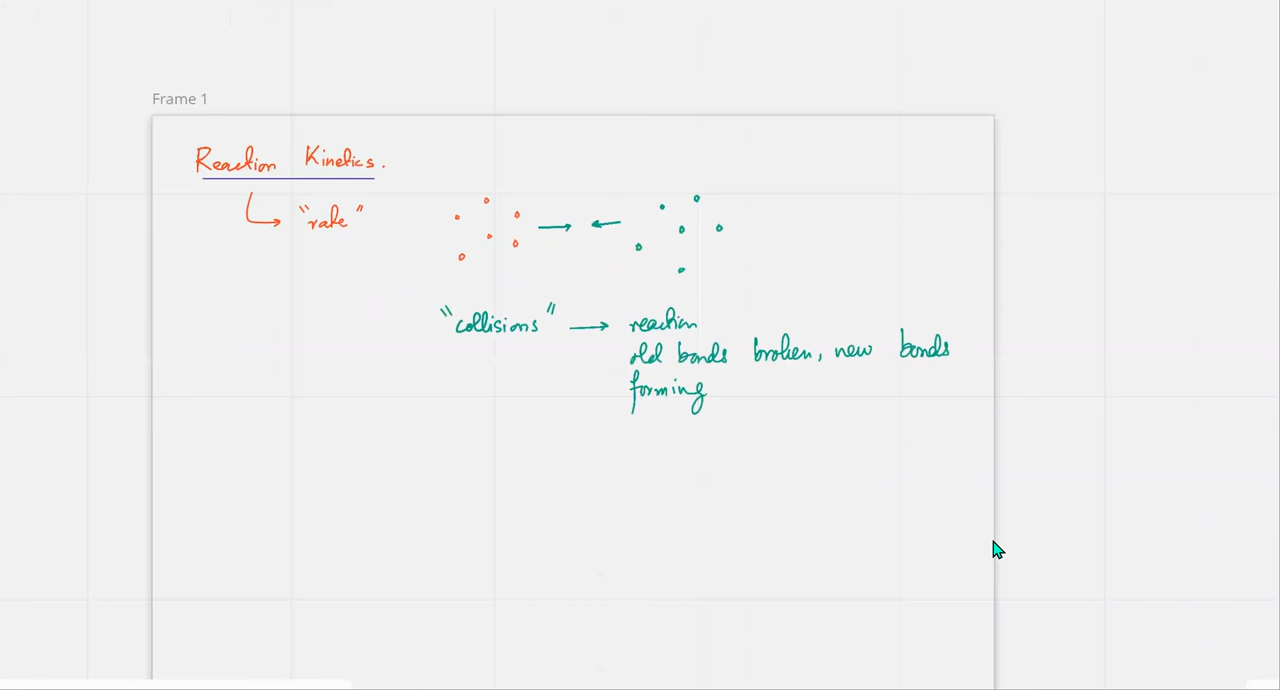 Frame 1
Reaction Kinetics.
"rate"
"collisions" → reaction
old bonds broken, new bonds
forming